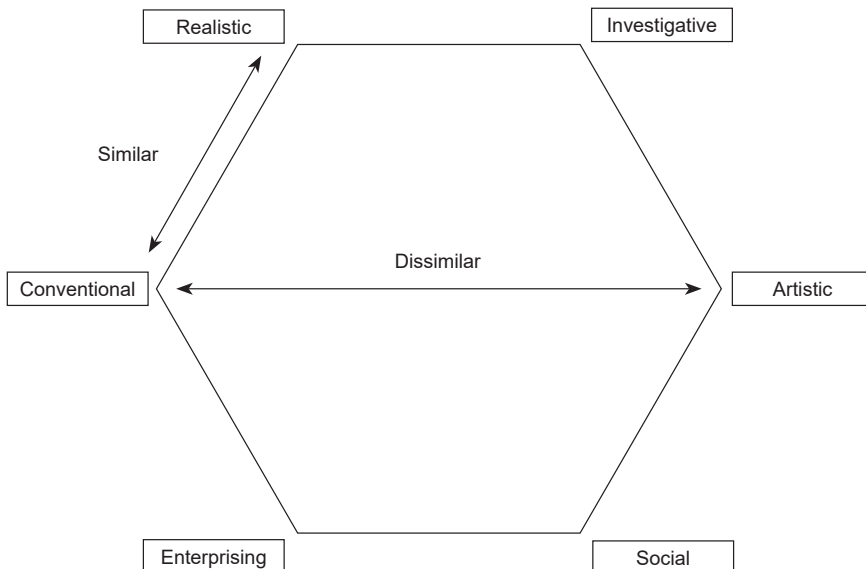 Realistic
Investigative
Similar
Dissimilar
Conventional
Artistic
Enterprising
Social